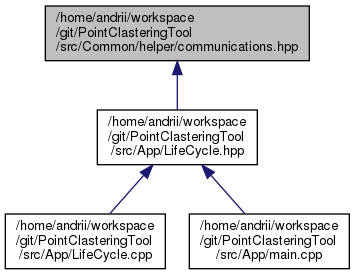 /home/andrii/workspace
/git/PointClasteringTool
/src/Common/helper/communications.hpp
/home/andrii/workspace
/git/PointClasteringTool
/src/App/LifeCycle.hpp
/home/andrii/workspace
/git/PointClasteringTool
/src/App/LifeCycle.cpp
/home/andrii/workspace
/git/PointClasteringTool
/src/App/main.cpp